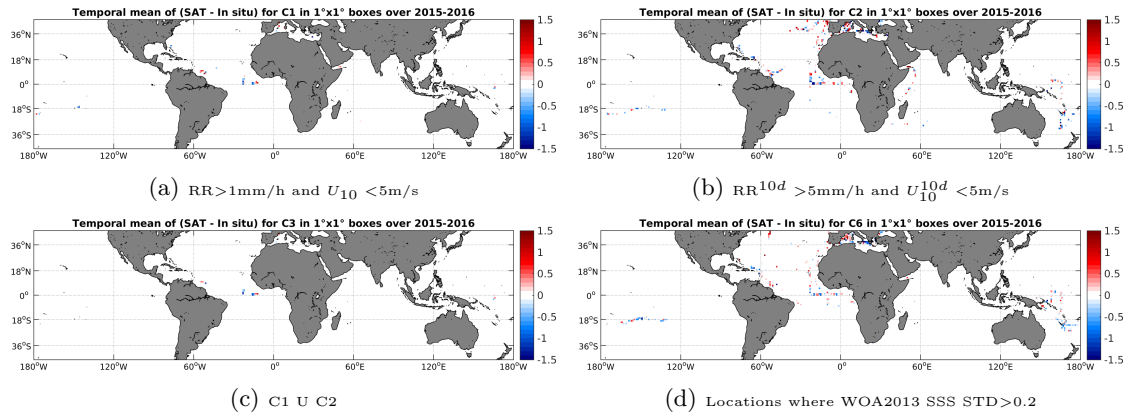 Temporal mean of (SAT - In situ) for C1 in 1°x1° boxes over 2015-2016
36°N
18°N
0°
18°S
36°S
180°W 120°W 60°W 0° 60°E 120°E 180°W
1.5
1
0.5
0
-0.5
-1
-1.5
(a) RR>1mm/h and U10 <5m/s
Temporal mean of (SAT - In situ) for C2 in 1°x1° boxes over 2015-2016
36°N
18°N
0°
18°S
36°S
180°W 120°W 60°W 0° 60°E 120°E 180°W
1.5
1
0.5
0
-0.5
-1
-1.5
(b) RR^10d >5mm/h and U10^10d <5m/s
Temporal mean of (SAT - In situ) for C3 in 1°x1° boxes over 2015-2016
36°N
18°N
0°
18°S
36°S
180°W 120°W 60°W 0° 60°E 120°E 180°W
1.5
1
0.5
0
-0.5
-1
-1.5
(c) C1 U C2
Temporal mean of (SAT - In situ) for C6 in 1°x1° boxes over 2015-2016
36°N
18°N
0°
18°S
36°S
180°W 120°W 60°W 0° 60°E 120°E 180°W
1.5
1
0.5
0
-0.5
-1
-1.5
(d) Locations where WOA2013 SSS STD>0.2